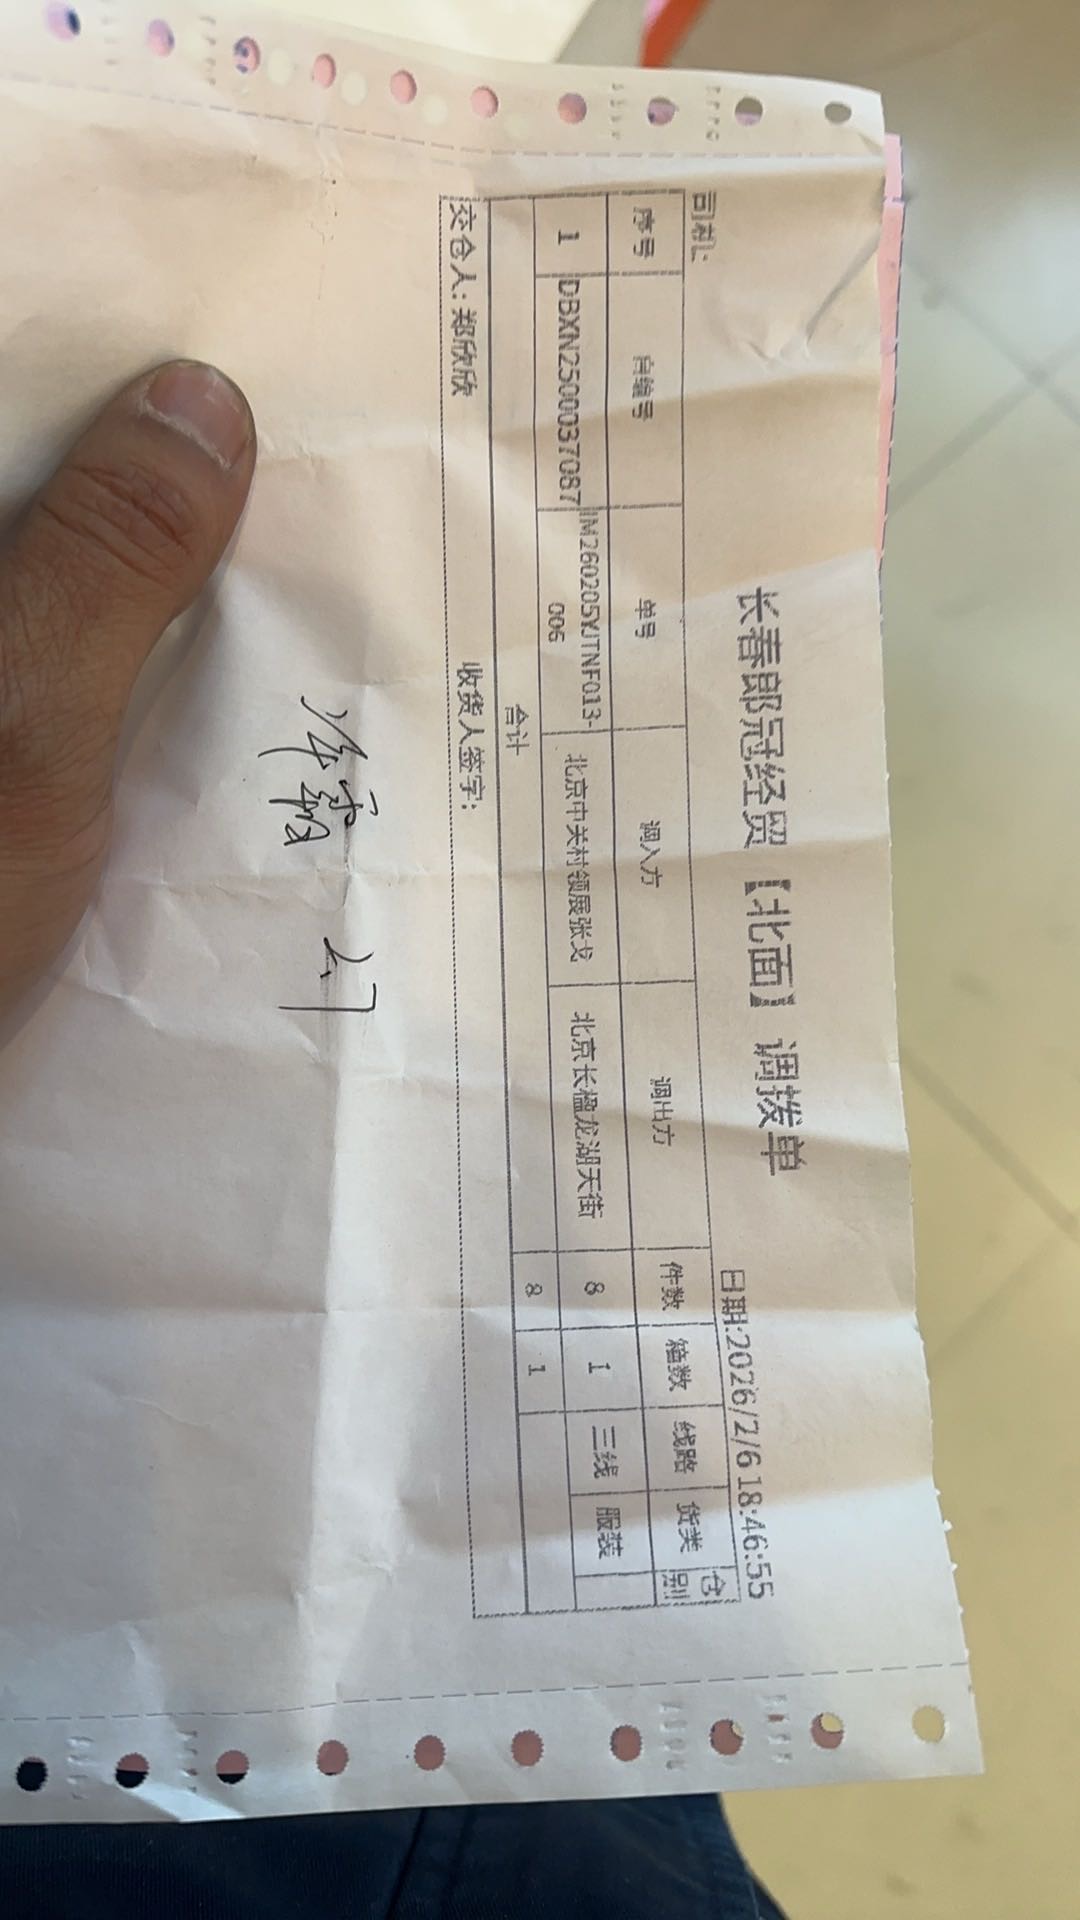 长春郎冠经贸【北面】 调拨单
司机: 日期:2026/2/6 18:46:55
序号 自编号 单号 调入方 调出方 件数 箱数 线路 货类 仓别
1 DBXN2500037087 IM260205YJTNF013-006 北京中关村领展张戈 北京长楹龙湖天街 8 1 三线 服装
合计 8 1
交仓人: 郑欣欣 收货人签字: